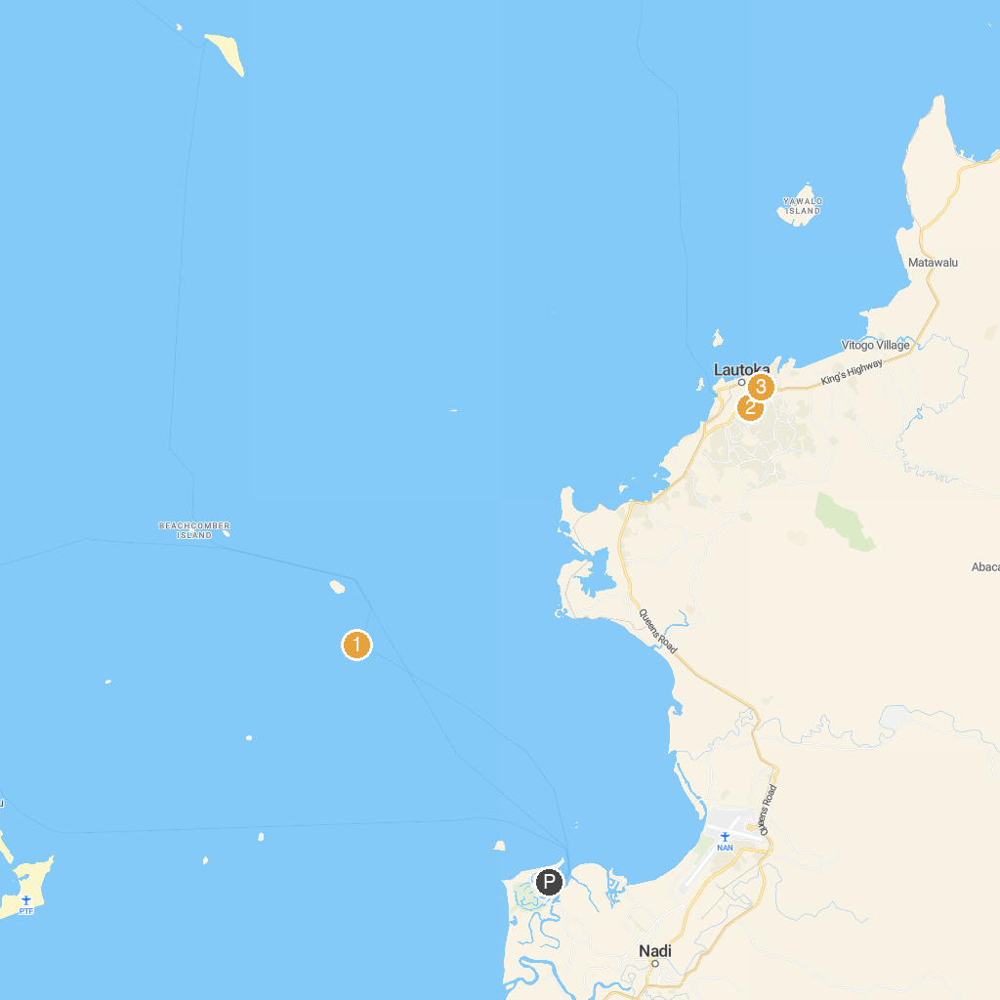 YAWALO
ISLAND
Matawalu
Vitogo Village
Lautoka
King's Highway
3
2
BEACHCOMBER
ISLAND
Abaca
Queens Road
1
Queens Road
NAN
P
PTF
Nadi